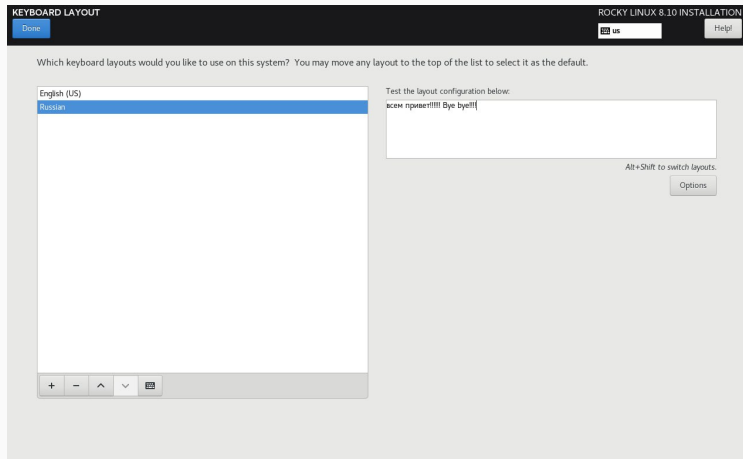 KEYBOARD LAYOUT
ROCKY LINUX 8.10 INSTALLATION
Done
us
Help!
Which keyboard layouts would you like to use on this system? You may move any layout to the top of the list to select it as the default.
English (US)
Russian
Test the layout configuration below:
всем привет!!!!!! Bye bye!!!!
Alt+Shift to switch layouts.
Options